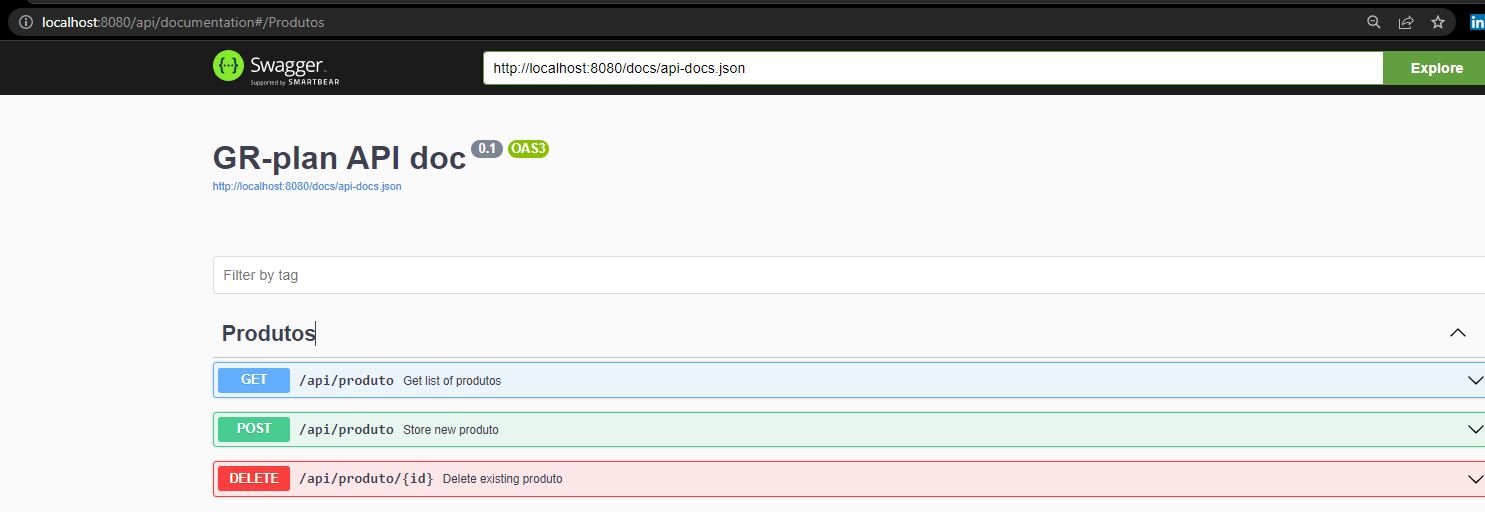 localhost:8080/api/documentation#/Produtos
in
Swagger
Supported by SMARTBEAR
http://localhost:8080/docs/api-docs.json
Explore
GR-plan API doc 0.1 OAS3
http://localhost:8080/docs/api-docs.json
Filter by tag
Produtos
GET /api/produto Get list of produtos
POST /api/produto Store new produto
DELETE /api/produto/{id} Delete existing produto